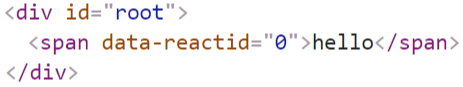 <div id="root">
  <span data-reactid="0">hello</span>
</div>